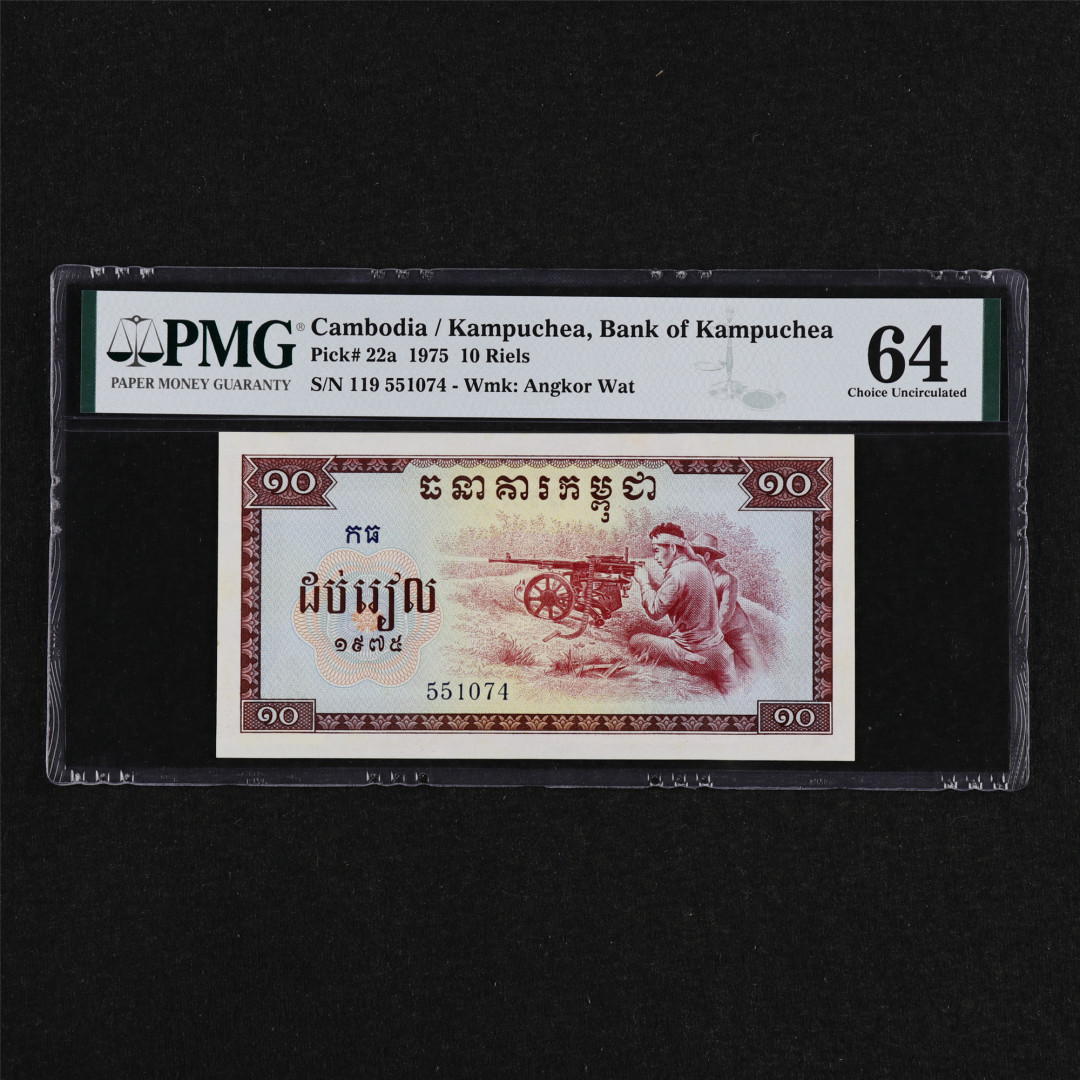 PMG®
PAPER MONEY GUARANTY
Cambodia / Kampuchea, Bank of Kampuchea
Pick# 22a 1975 10 Riels
S/N 119 551074 - Wmk: Angkor Wat
64
Choice Uncirculated
១០ ធនាគារកម្ពុជា ១០
កធ
ដប់រៀល
១៩៧៥
551074
១០ ១០